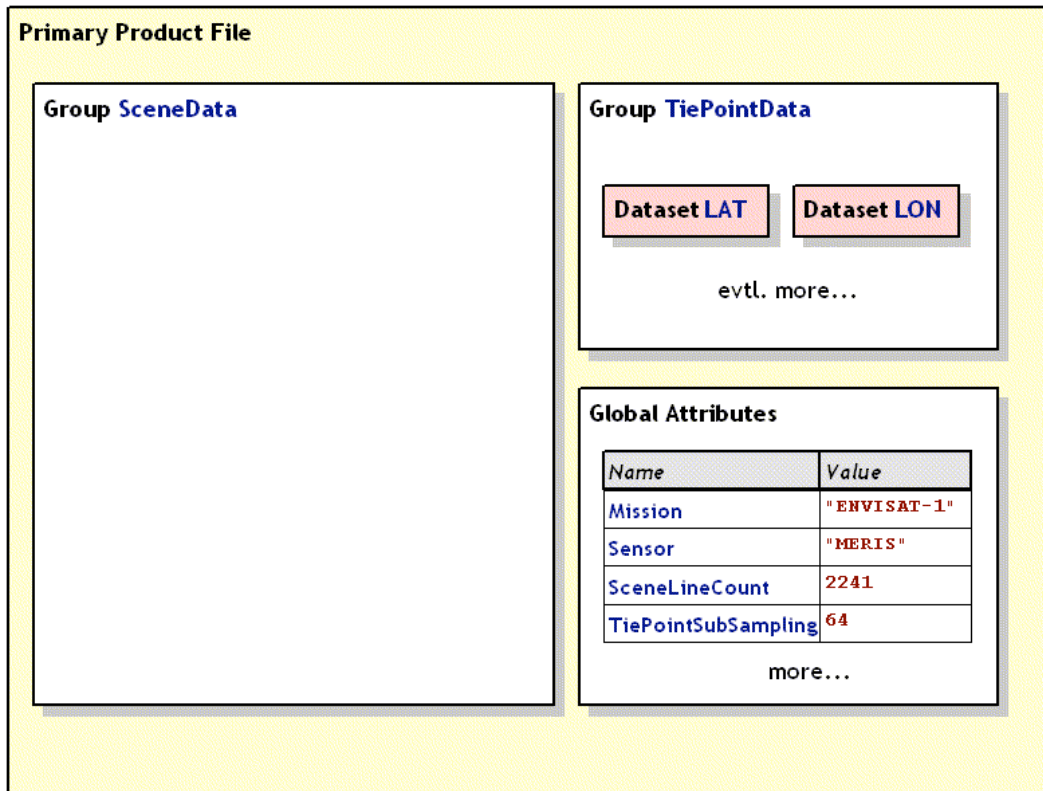 Primary Product File
Group SceneData
Group TiePointData
Dataset LAT
Dataset LON
evtl. more...
Global Attributes
Name Value
Mission "ENVISAT-1"
Sensor "MERIS"
SceneLineCount 2241
TiePointSubSampling 64
more...